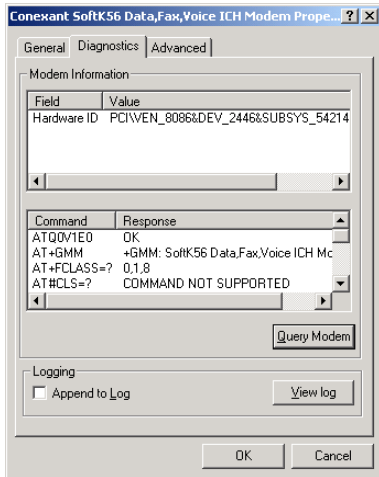 Conexant SoftK56 Data,Fax,Voice ICH Modem Prope...
General Diagnostics Advanced
Modem Information
Field Value
Hardware ID PCI\VEN_8086&DEV_2446&SUBSYS_54214
Command Response
ATQ0V1E0 OK
AT+GMM +GMM: SoftK56 Data,Fax,Voice ICH Mc
AT+FCLASS=? 0,1,8
AT#CLS=? COMMAND NOT SUPPORTED
Query Modem
Logging
Append to Log View log
OK Cancel